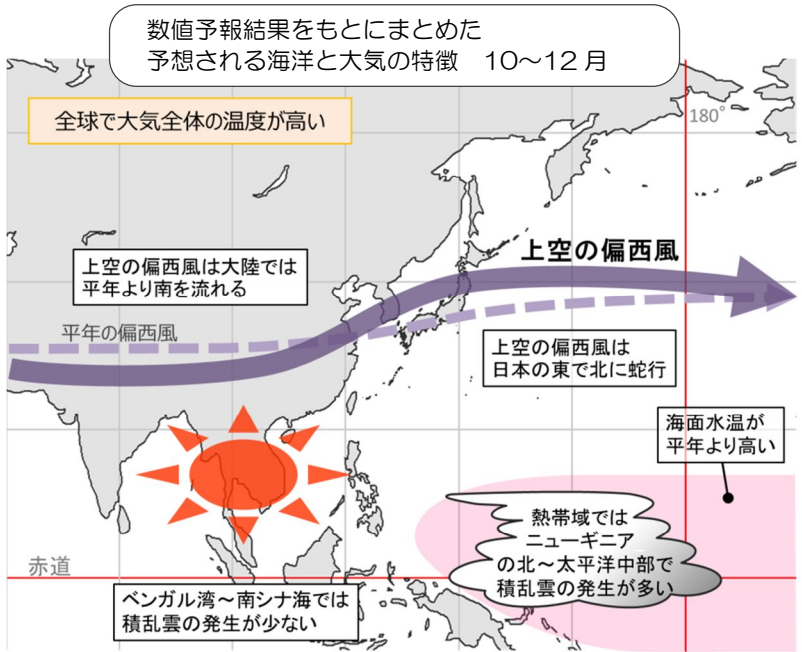 数値予報結果をもとにまとめた
予想される海洋と大気の特徴　10～12月
180°
全球で大気全体の温度が高い
上空の偏西風は大陸では
平年より南を流れる
上空の偏西風
平年の偏西風
上空の偏西風は
日本の東で北に蛇行
海面水温が
平年より高い
熱帯域では
ニューギニア
の北～太平洋中部で
積乱雲の発生が多い
赤道
ベンガル湾～南シナ海では
積乱雲の発生が少ない